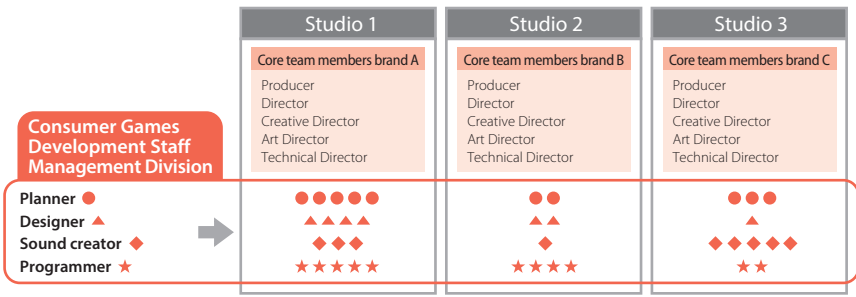 Studio 1
Studio 2
Studio 3
Core team members brand A
Producer
Director
Creative Director
Art Director
Technical Director
Core team members brand B
Producer
Director
Creative Director
Art Director
Technical Director
Core team members brand C
Producer
Director
Creative Director
Art Director
Technical Director
Consumer Games
Development Staff
Management Division
Planner
Designer
Sound creator
Programmer